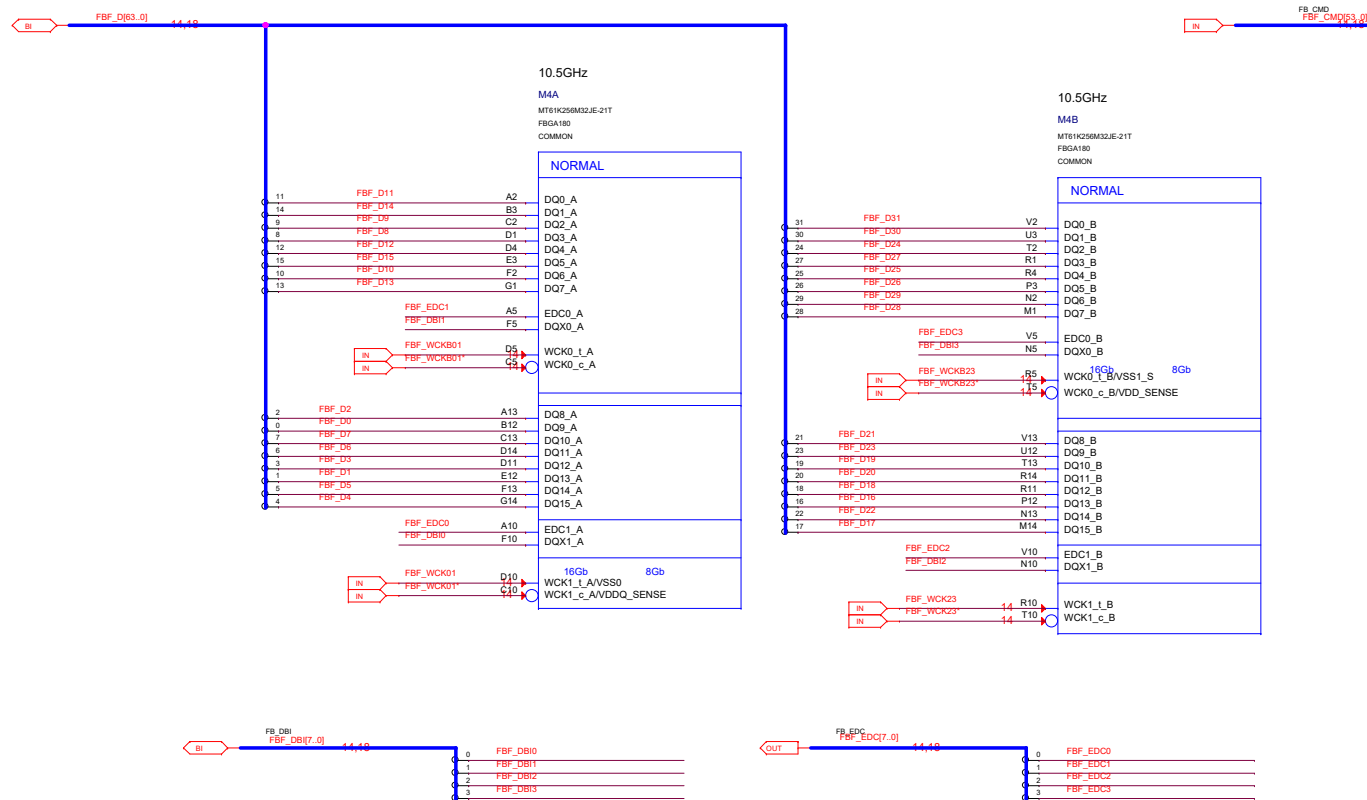 BI FBF_D[63..0] 14,18
FB_CMD
IN FBF_CMD[53..0] 14,18
10.5GHz
M4A
MT61K256M32JE-21T
FBGA180
COMMON
NORMAL
11 FBF_D11 A2 DQ0_A
14 FBF_D14 B3 DQ1_A
9 FBF_D9 C2 DQ2_A
8 FBF_D8 D1 DQ3_A
12 FBF_D12 D4 DQ4_A
15 FBF_D15 E3 DQ5_A
10 FBF_D10 F2 DQ6_A
13 FBF_D13 G1 DQ7_A
FBF_EDC1 A5 EDC0_A
FBF_DBI1 F5 DQX0_A
IN FBF_WCKB01 14 D5 WCK0_t_A
IN FBF_WCKB01* 14 C5 WCK0_c_A
2 FBF_D2 A13 DQ8_A
0 FBF_D0 B12 DQ9_A
7 FBF_D7 C13 DQ10_A
6 FBF_D6 D14 DQ11_A
3 FBF_D3 D11 DQ12_A
1 FBF_D1 E12 DQ13_A
5 FBF_D5 F13 DQ14_A
4 FBF_D4 G14 DQ15_A
FBF_EDC0 A10 EDC1_A
FBF_DBI0 F10 DQX1_A
16Gb 8Gb
IN FBF_WCK01 14 D10 WCK1_t_A/VSS0
IN FBF_WCK01* 14 C10 WCK1_c_A/VDDQ_SENSE
10.5GHz
M4B
MT61K256M32JE-21T
FBGA180
COMMON
NORMAL
31 FBF_D31 V2 DQ0_B
30 FBF_D30 U3 DQ1_B
24 FBF_D24 T2 DQ2_B
27 FBF_D27 R1 DQ3_B
25 FBF_D25 R4 DQ4_B
26 FBF_D26 P3 DQ5_B
29 FBF_D29 N2 DQ6_B
28 FBF_D28 M1 DQ7_B
FBF_EDC3 V5 EDC0_B
FBF_DBI3 N5 DQX0_B
16Gb 8Gb
IN FBF_WCKB23 14 R5 WCK0_t_B/VSS1_S
IN FBF_WCKB23* 14 T5 WCK0_c_B/VDD_SENSE
21 FBF_D21 V13 DQ8_B
23 FBF_D23 U12 DQ9_B
19 FBF_D19 T13 DQ10_B
20 FBF_D20 R14 DQ11_B
18 FBF_D18 R11 DQ12_B
16 FBF_D16 P12 DQ13_B
22 FBF_D22 N13 DQ14_B
17 FBF_D17 M14 DQ15_B
FBF_EDC2 V10 EDC1_B
FBF_DBI2 N10 DQX1_B
IN FBF_WCK23 14 R10 WCK1_t_B
IN FBF_WCK23* 14 T10 WCK1_c_B
FB_DBI
BI FBF_DBI[7..0] 14,18
0 FBF_DBI0
1 FBF_DBI1
2 FBF_DBI2
3 FBF_DBI3
FB_EDC
OUT FBF_EDC[7..0] 14,18
0 FBF_EDC0
1 FBF_EDC1
2 FBF_EDC2
3 FBF_EDC3